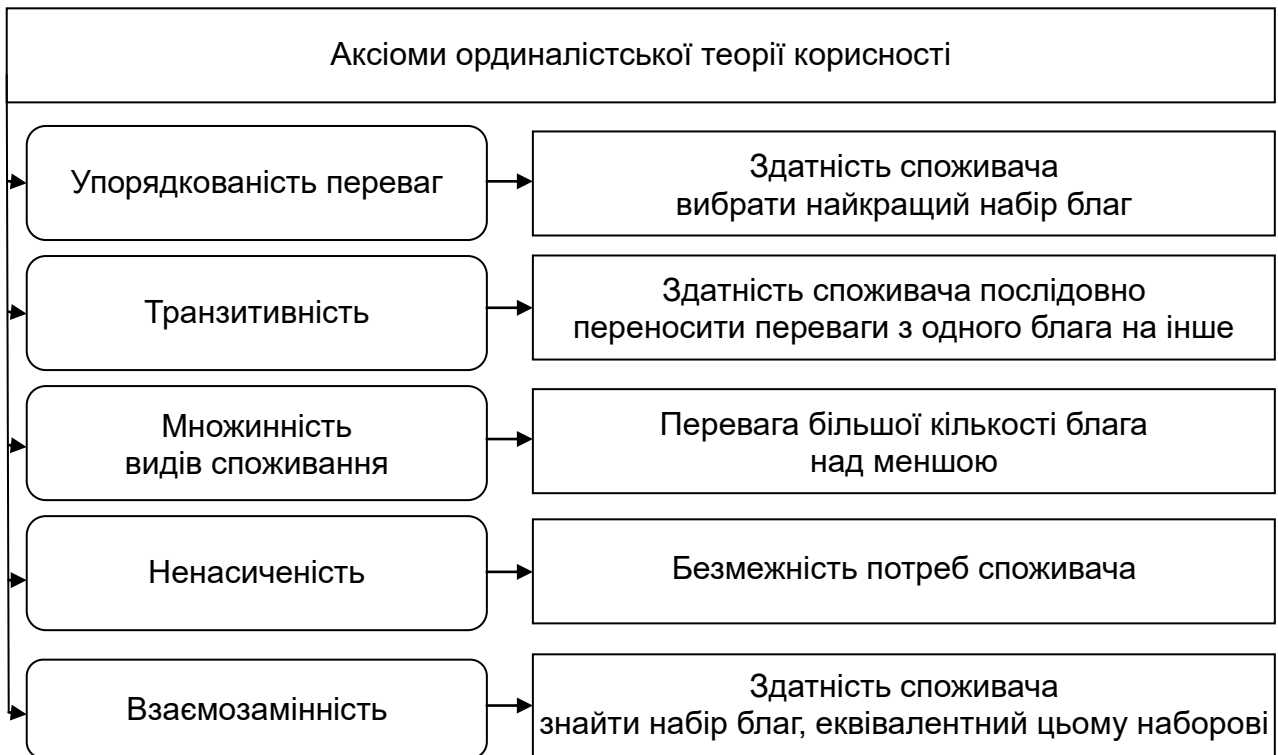 Аксіоми ординалістської теорії корисності
Упорядкованість переваг
Здатність споживача
вибрати найкращий набір благ
Транзитивність
Здатність споживача послідовно
переносити переваги з одного блага на інше
Множинність
видів споживання
Перевага більшої кількості блага
над меншою
Ненасиченість
Безмежність потреб споживача
Взаємозамінність
Здатність споживача
знайти набір благ, еквівалентний цьому наборові